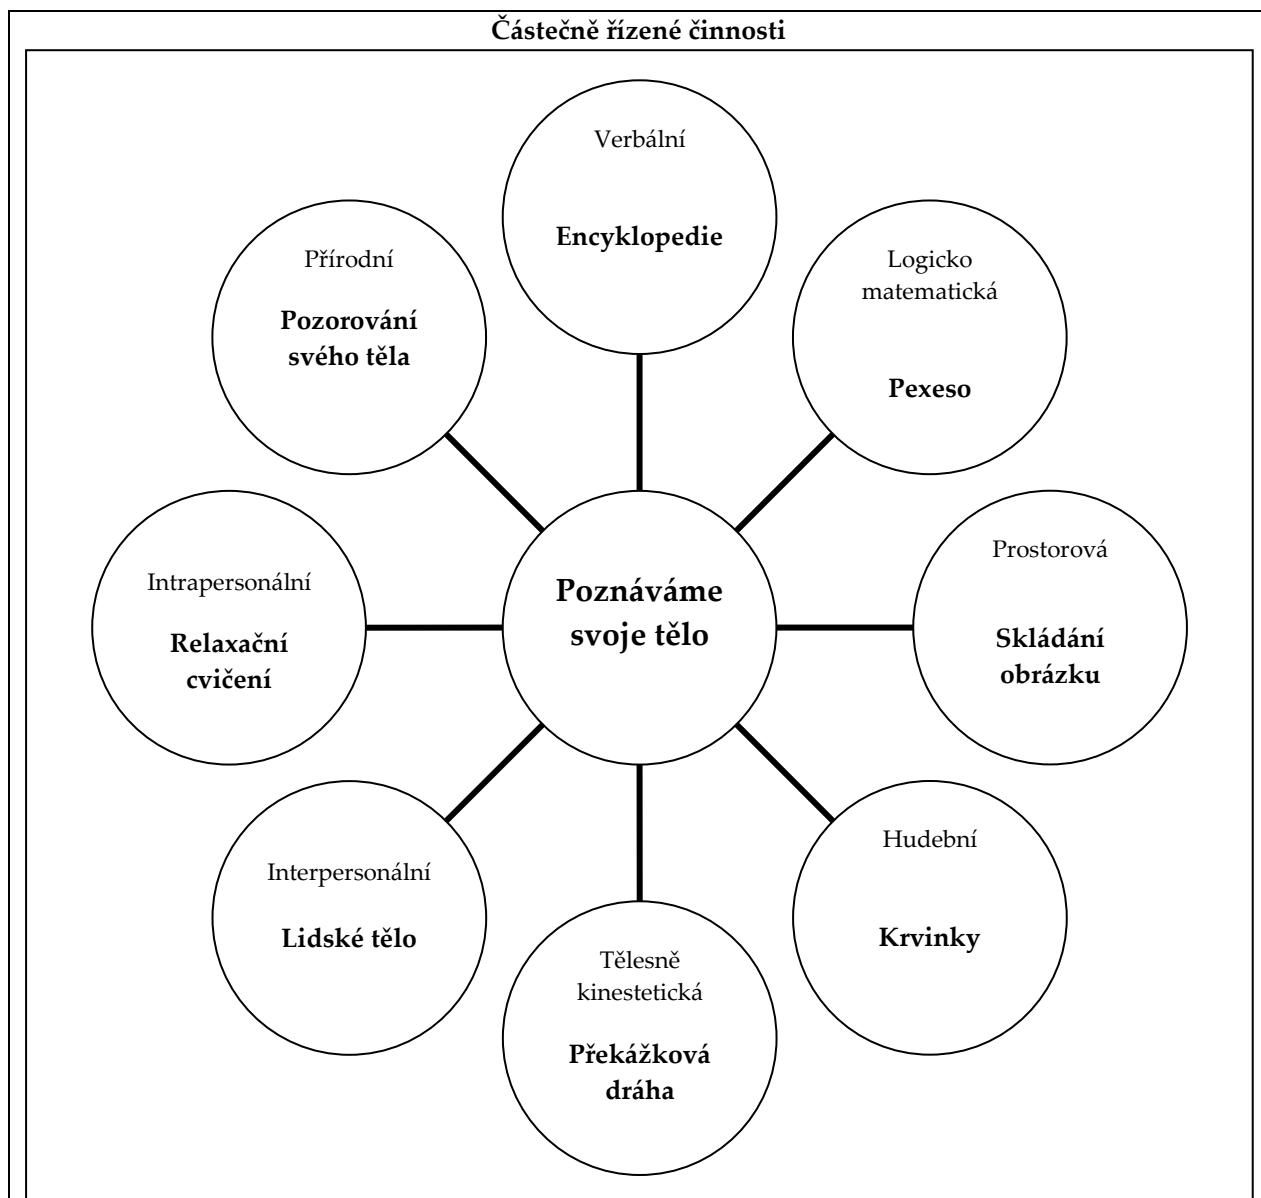 Částečně řízené činnosti
Verbální
Encyklopedie
Přírodní
Pozorování
svého těla
Logicko
matematická
Pexeso
Intrapersonální
Relaxační
cvičení
Poznáváme
svoje tělo
Prostorová
Skládání
obrázku
Interpersonální
Lidské tělo
Tělesně
kinestetická
Překážková
dráha
Hudební
Krvinky